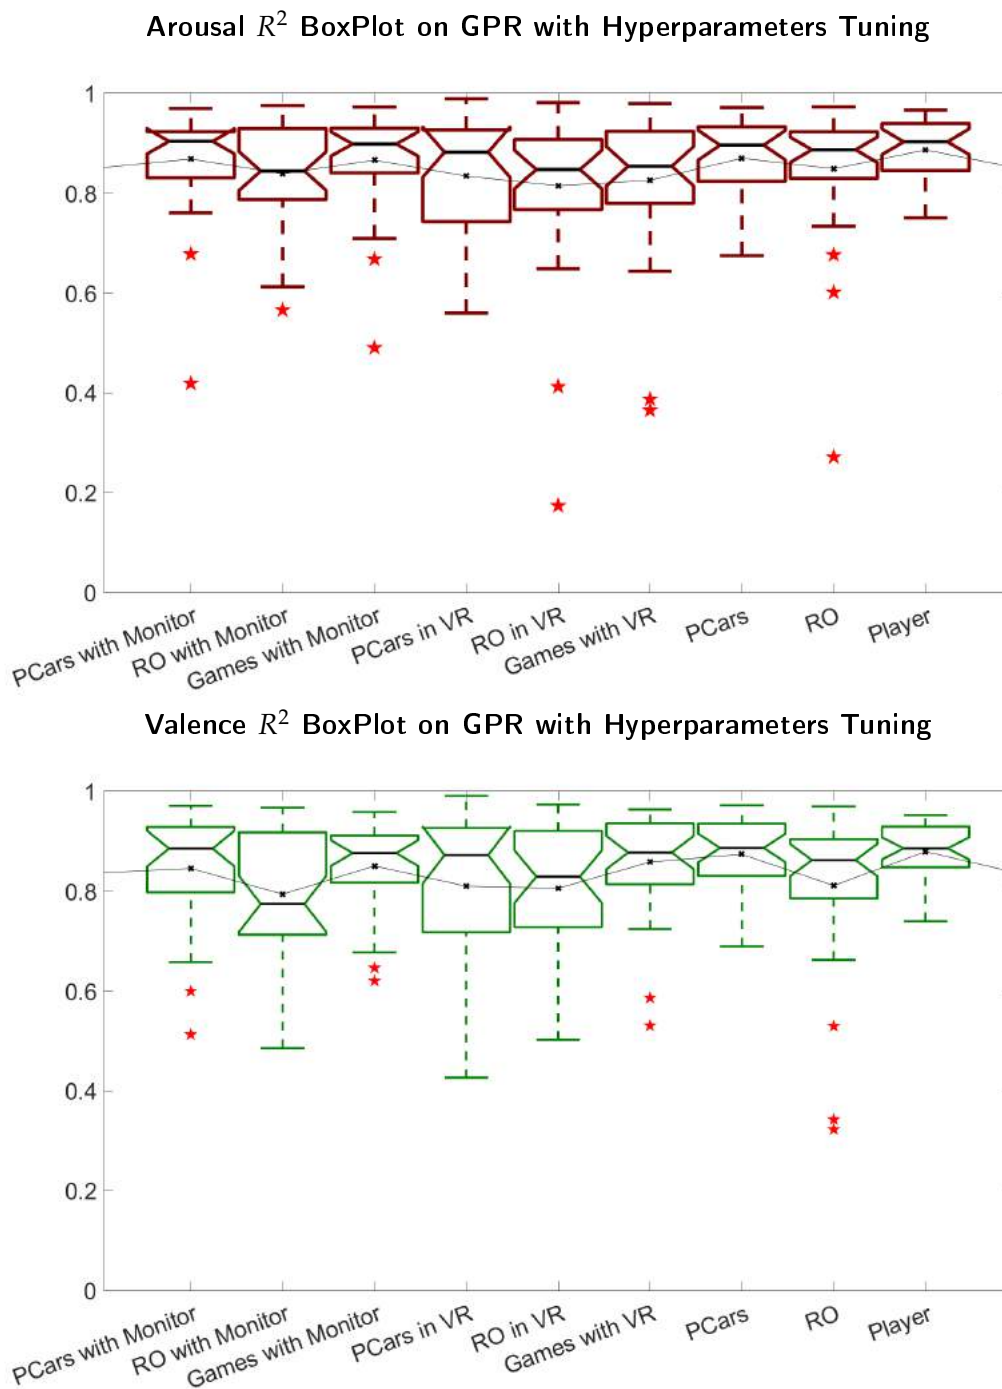 Arousal R² BoxPlot on GPR with Hyperparameters Tuning
1
0.8
0.6
0.4
0.2
0
PCars with Monitor
RO with Monitor
Games with Monitor
PCars in VR
RO in VR
Games with VR
PCars
RO
Player
Valence R² BoxPlot on GPR with Hyperparameters Tuning
1
0.8
0.6
0.4
0.2
0
PCars with Monitor
RO with Monitor
Games with Monitor
PCars in VR
RO in VR
Games with VR
PCars
RO
Player